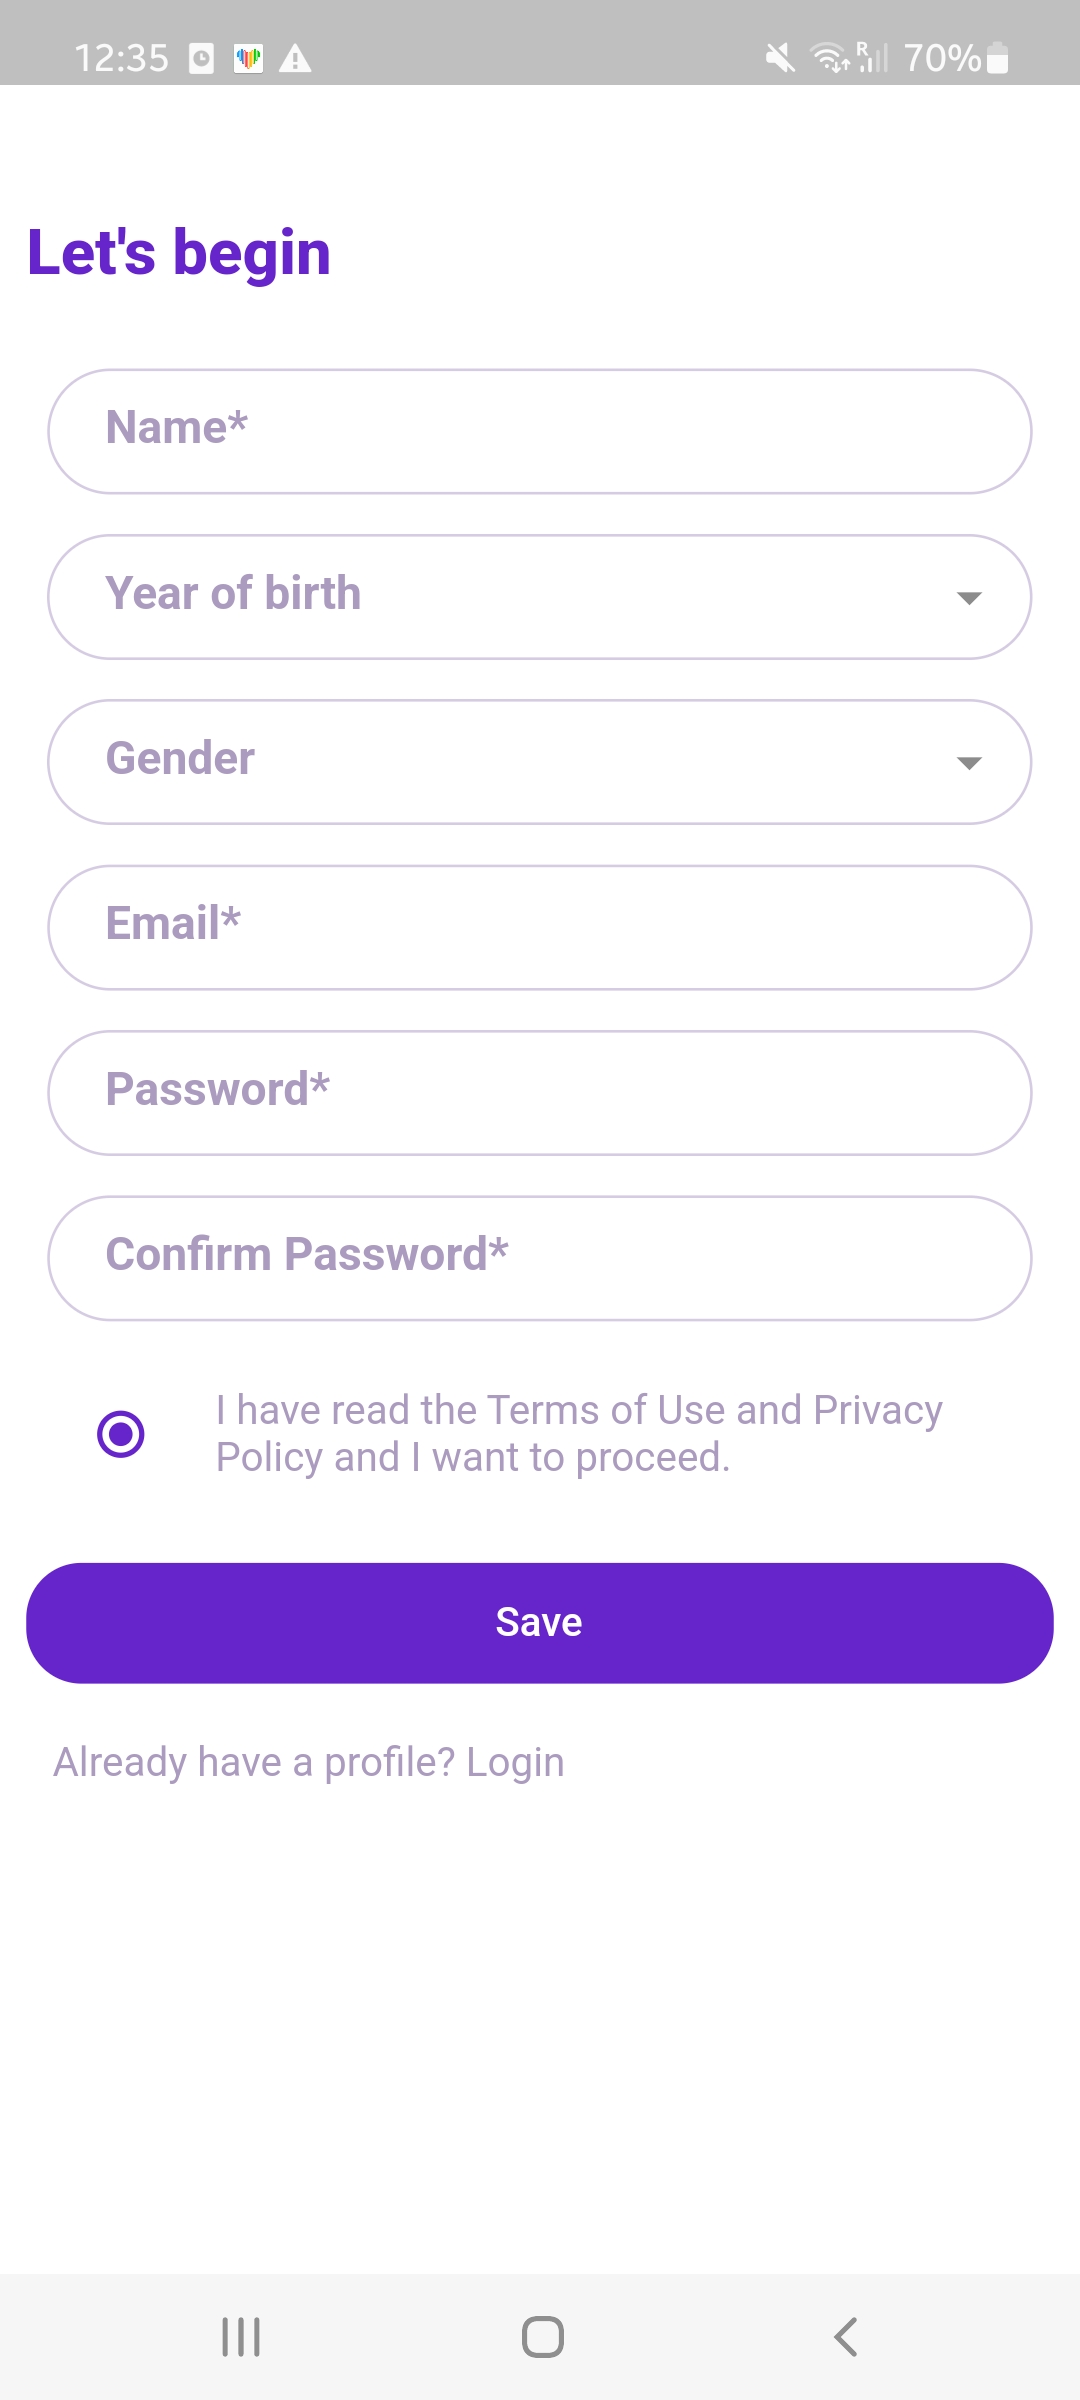 12:35 R 70%
Let's begin
Name*
Year of birth
Gender
Email*
Password*
Confirm Password*
I have read the Terms of Use and Privacy
Policy and I want to proceed.
Save
Already have a profile? Login